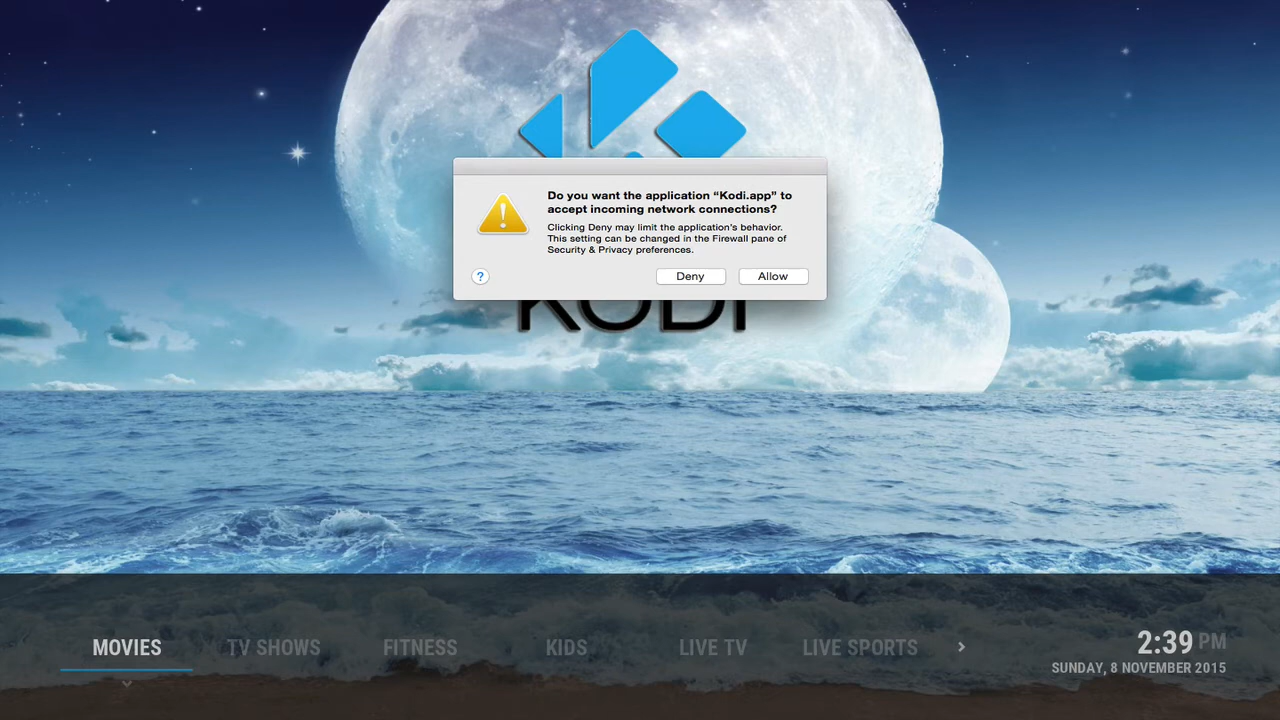 Do you want the application “Kodi.app” to
accept incoming network connections?
Clicking Deny may limit the application's behavior.
This setting can be changed in the Firewall pane of
Security & Privacy preferences.
? Deny Allow
KODI
MOVIES TV SHOWS FITNESS KIDS LIVE TV LIVE SPORTS
2:39 PM
SUNDAY, 8 NOVEMBER 2015